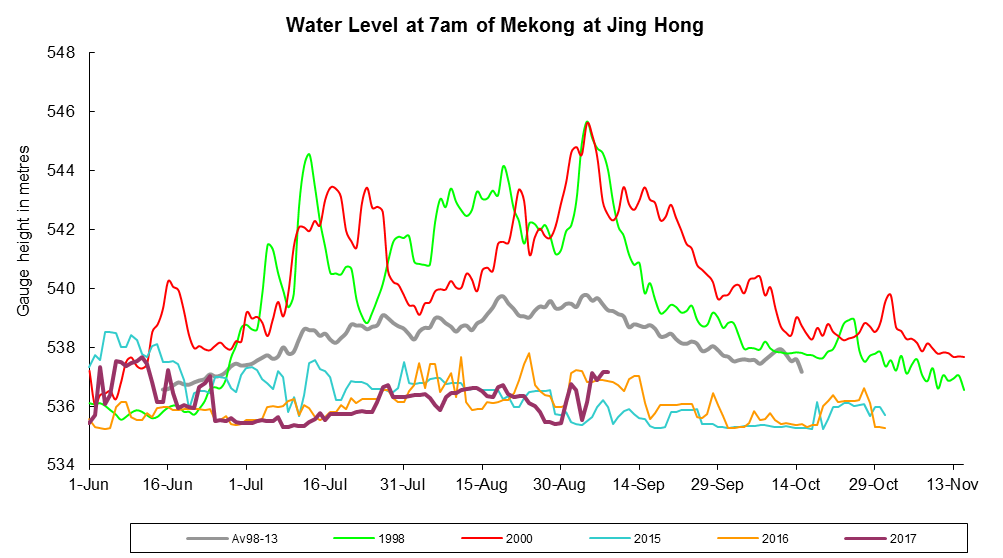 Water Level at 7am of Mekong at Jing Hong
Gauge height in metres
548
546
544
542
540
538
536
534
1-Jun 16-Jun 1-Jul 16-Jul 31-Jul 15-Aug 30-Aug 14-Sep 29-Sep 14-Oct 29-Oct 13-Nov
Av98-13 1998 2000 2015 2016 2017